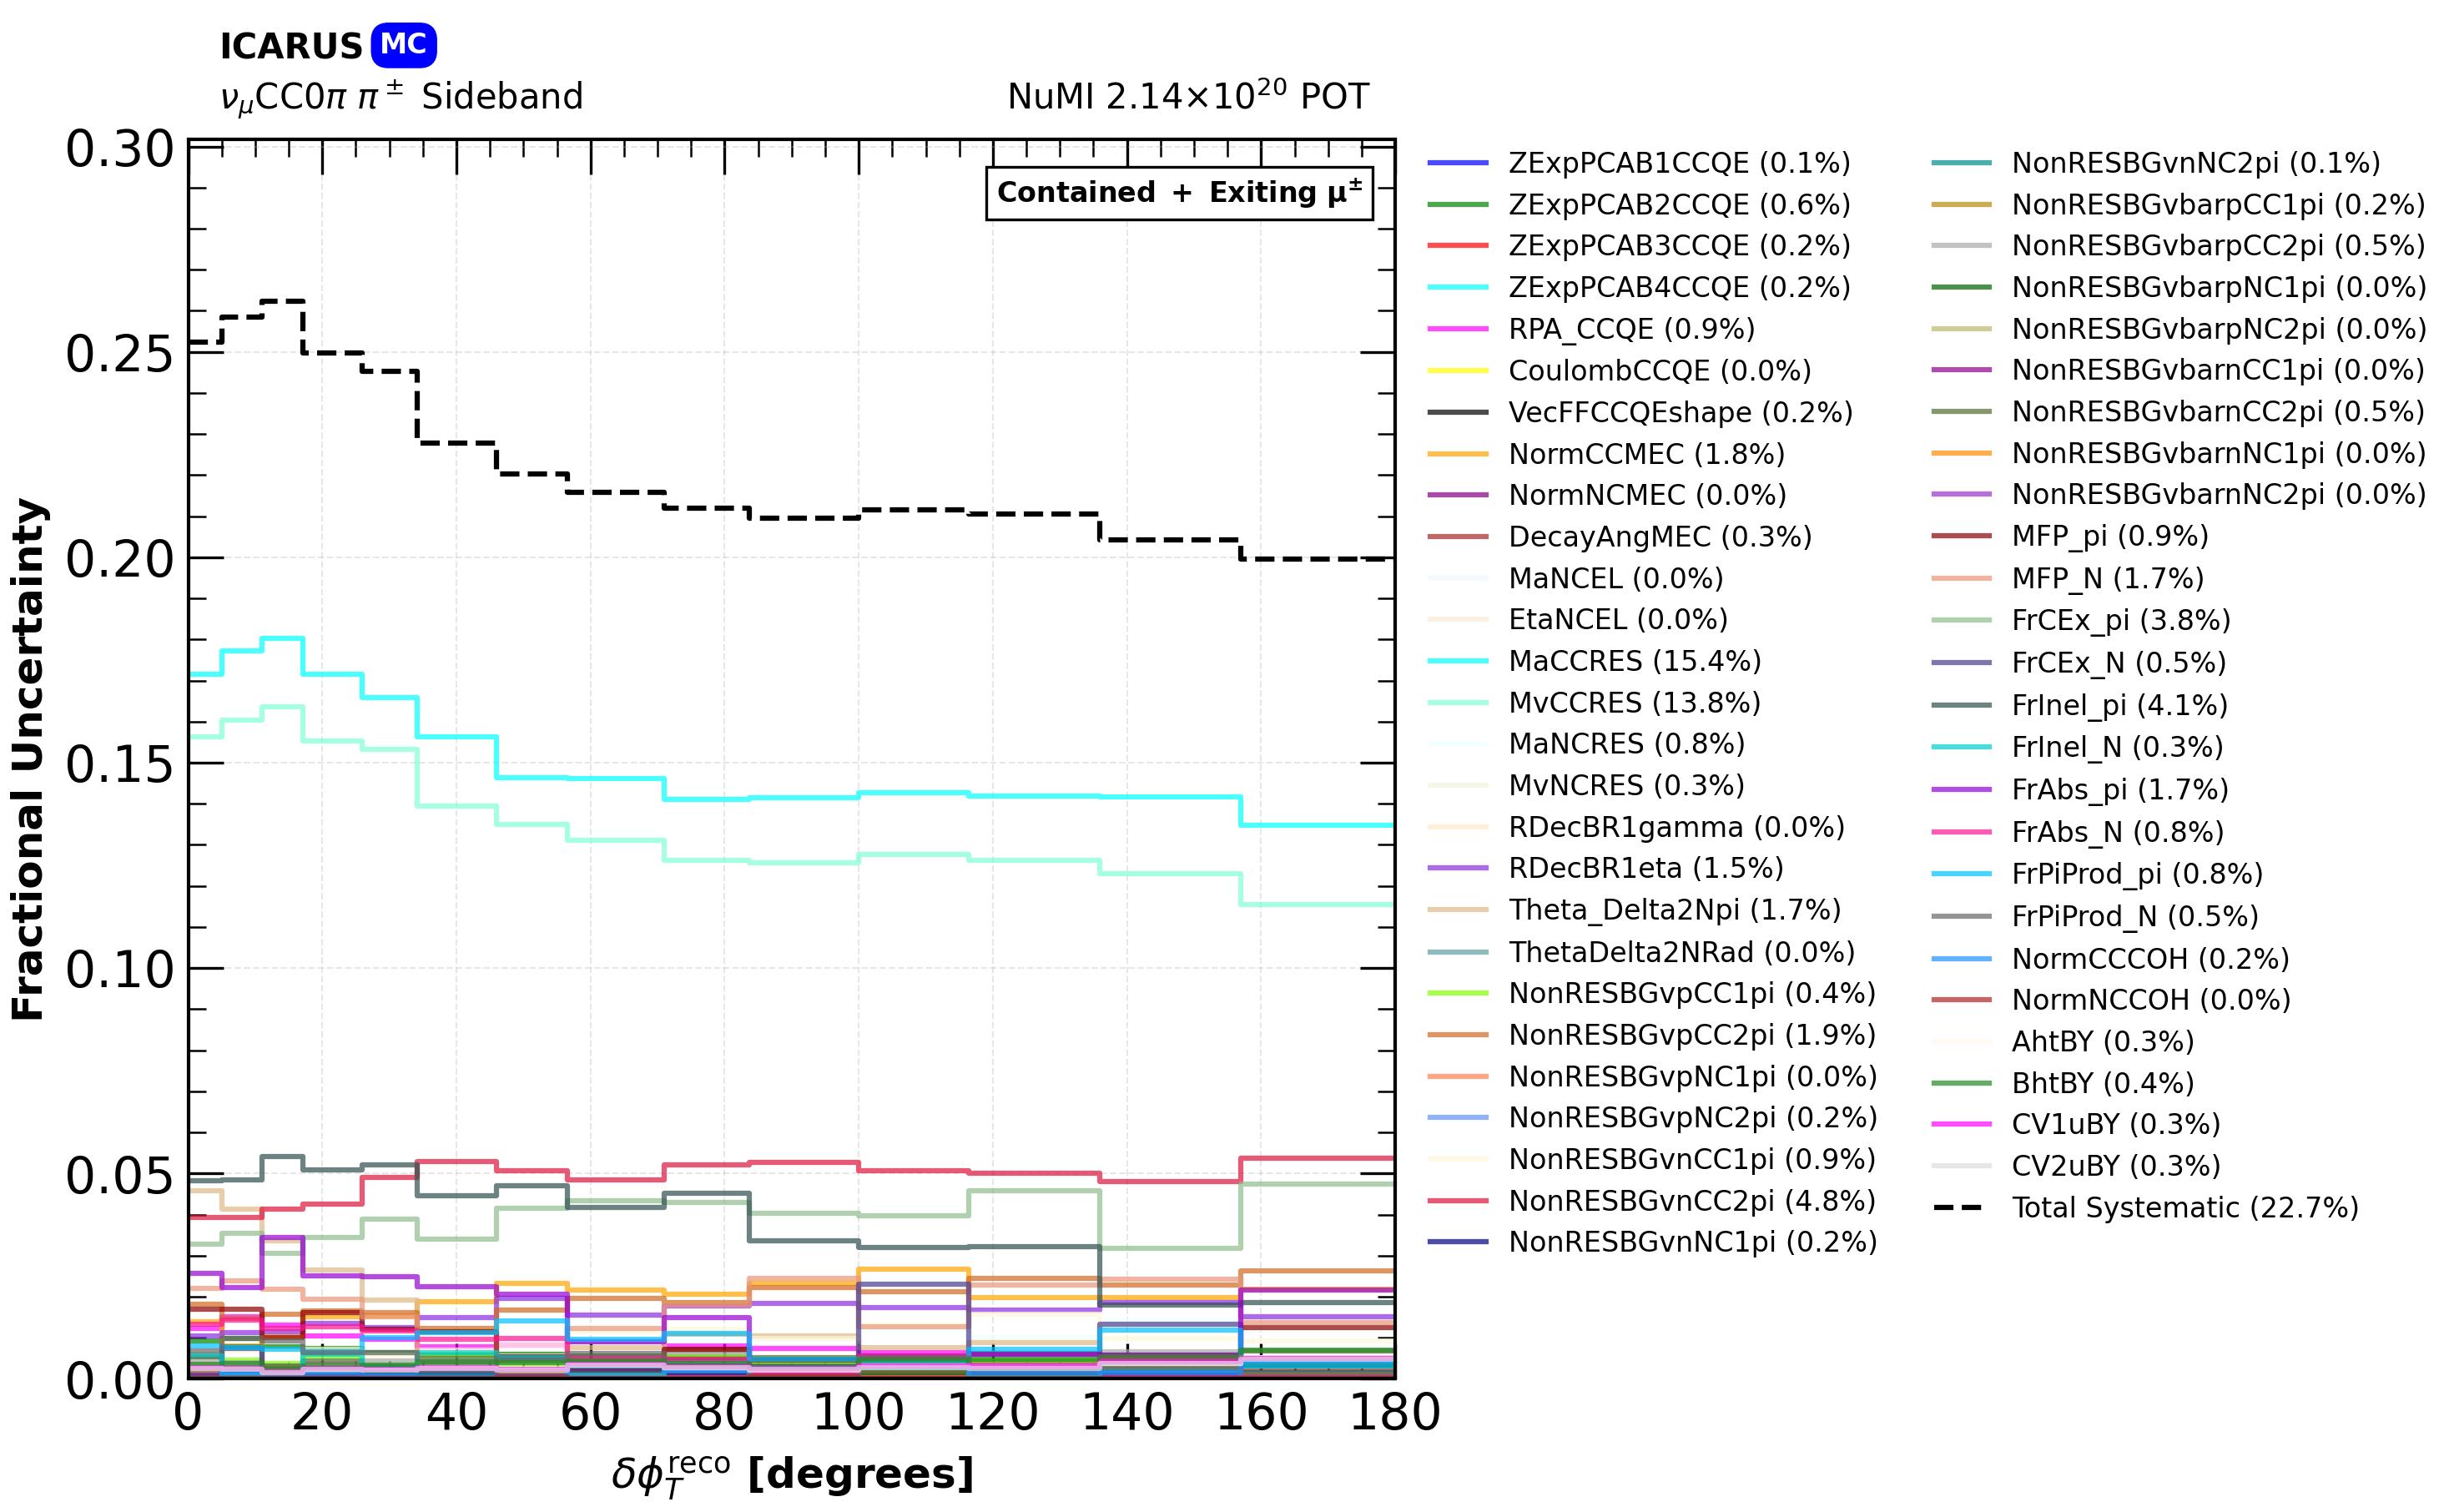 ICARUS MC
νμCC0π π± Sideband
NuMI 2.14×10²⁰ POT
Contained + Exiting μ±
Fractional Uncertainty
0.30
0.25
0.20
0.15
0.10
0.05
0.00
0 20 40 60 80 100 120 140 160 180
δϕ_T^reco [degrees]
ZExpPCAB1CCQE (0.1%)
ZExpPCAB2CCQE (0.6%)
ZExpPCAB3CCQE (0.2%)
ZExpPCAB4CCQE (0.2%)
RPA_CCQE (0.9%)
CoulombCCQE (0.0%)
VecFFCCQEshape (0.2%)
NormCCMEC (1.8%)
NormNCMEC (0.0%)
DecayAngMEC (0.3%)
MaNCEL (0.0%)
EtaNCEL (0.0%)
MaCCRES (15.4%)
MvCCRES (13.8%)
MaNCRES (0.8%)
MvNCRES (0.3%)
RDecBR1gamma (0.0%)
RDecBR1eta (1.5%)
Theta_Delta2Npi (1.7%)
ThetaDelta2NRad (0.0%)
NonRESBGvpCC1pi (0.4%)
NonRESBGvpCC2pi (1.9%)
NonRESBGvpNC1pi (0.0%)
NonRESBGvpNC2pi (0.2%)
NonRESBGvnCC1pi (0.9%)
NonRESBGvnCC2pi (4.8%)
NonRESBGvnNC1pi (0.2%)
NonRESBGvnNC2pi (0.1%)
NonRESBGvbarpCC1pi (0.2%)
NonRESBGvbarpCC2pi (0.5%)
NonRESBGvbarpNC1pi (0.0%)
NonRESBGvbarpNC2pi (0.0%)
NonRESBGvbarnCC1pi (0.0%)
NonRESBGvbarnCC2pi (0.5%)
NonRESBGvbarnNC1pi (0.0%)
NonRESBGvbarnNC2pi (0.0%)
MFP_pi (0.9%)
MFP_N (1.7%)
FrCEx_pi (3.8%)
FrCEx_N (0.5%)
FrInel_pi (4.1%)
FrInel_N (0.3%)
FrAbs_pi (1.7%)
FrAbs_N (0.8%)
FrPiProd_pi (0.8%)
FrPiProd_N (0.5%)
NormCCCOH (0.2%)
NormNCCOH (0.0%)
AhtBY (0.3%)
BhtBY (0.4%)
CV1uBY (0.3%)
CV2uBY (0.3%)
Total Systematic (22.7%)